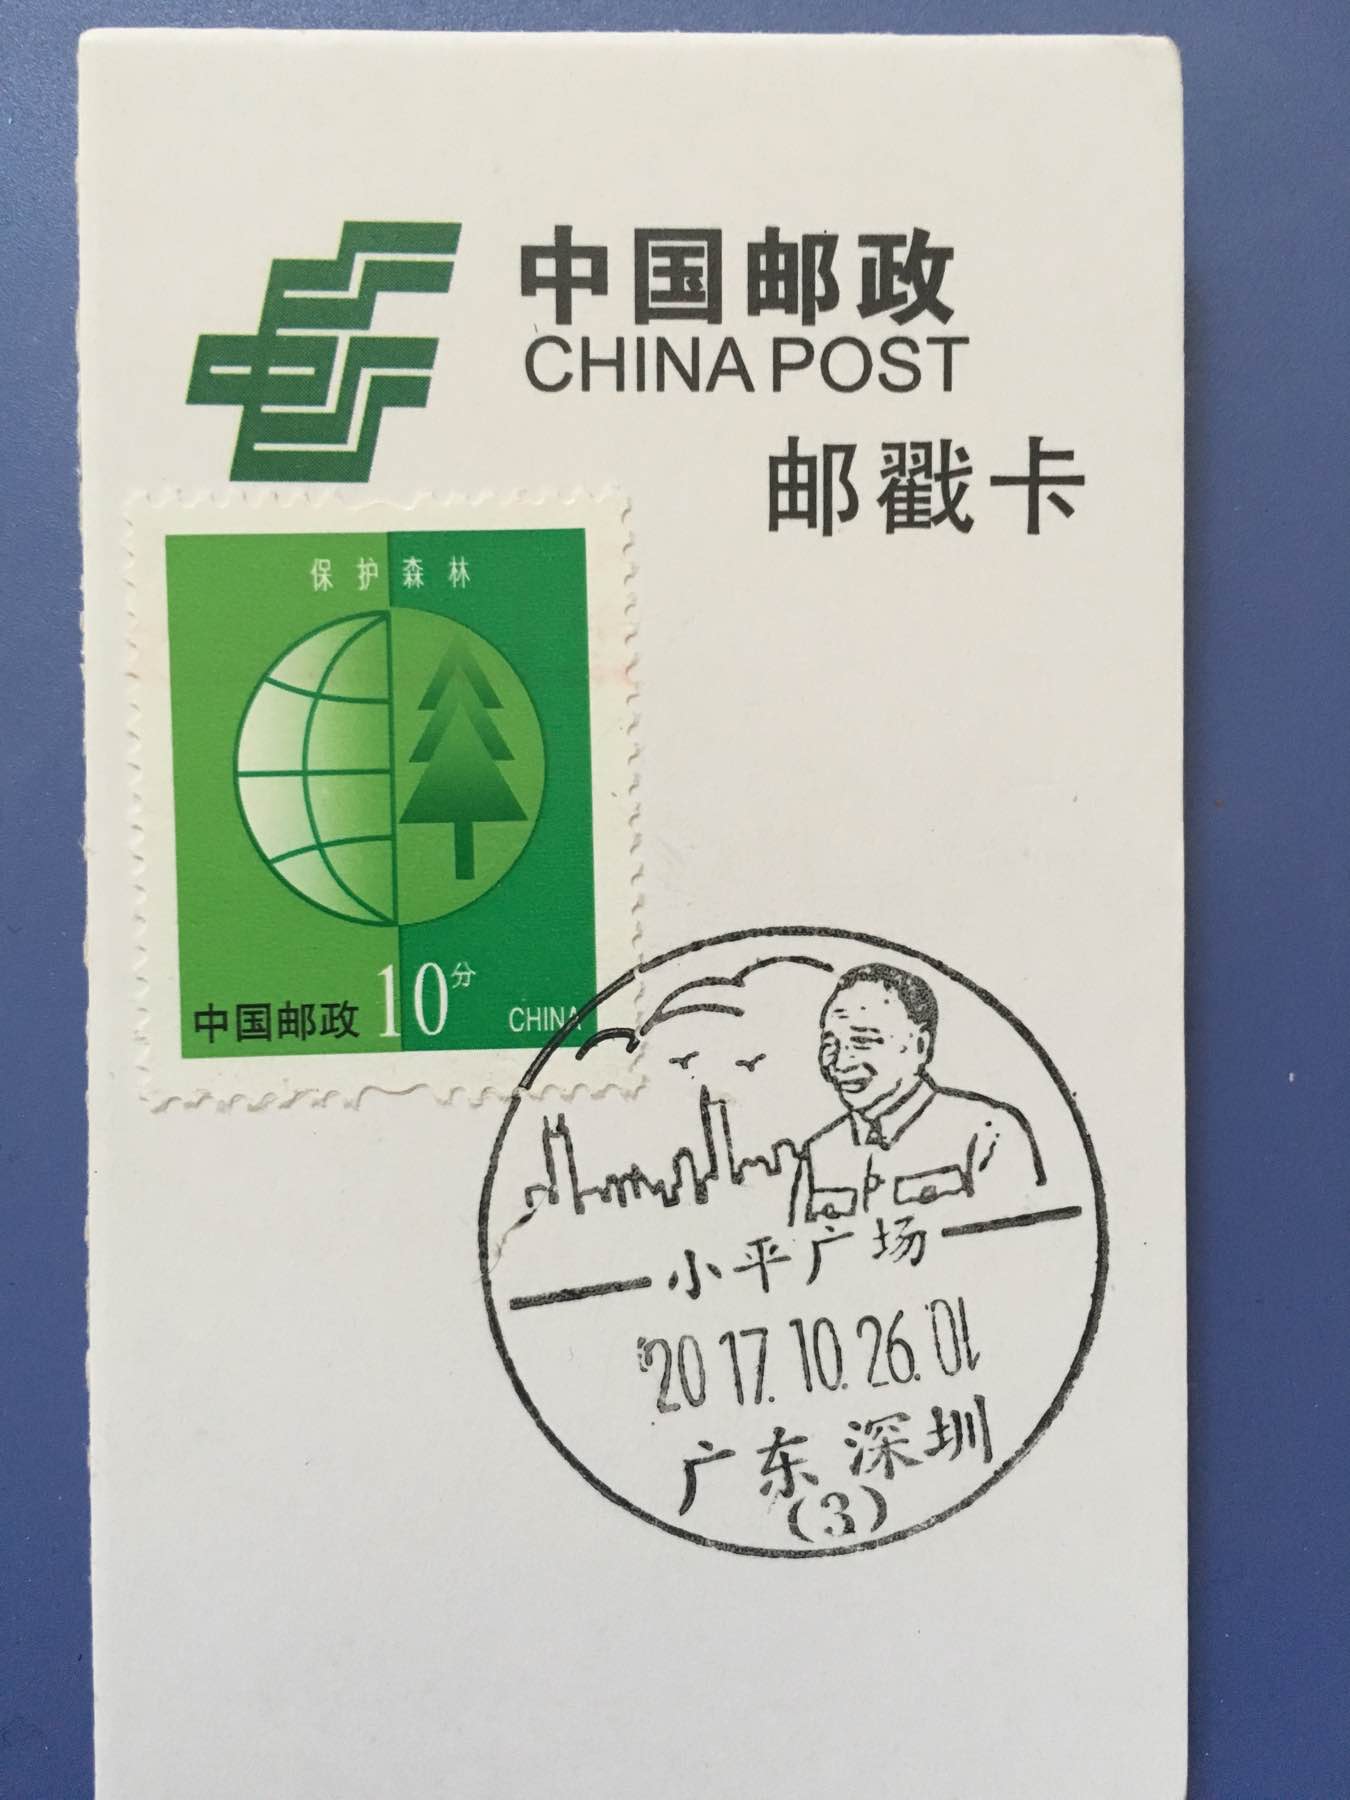 中国邮政
CHINA POST
邮戳卡
保护森林
中国邮政 10分 CHINA
小平广场
2017.10.26.01
广东深圳
(3)